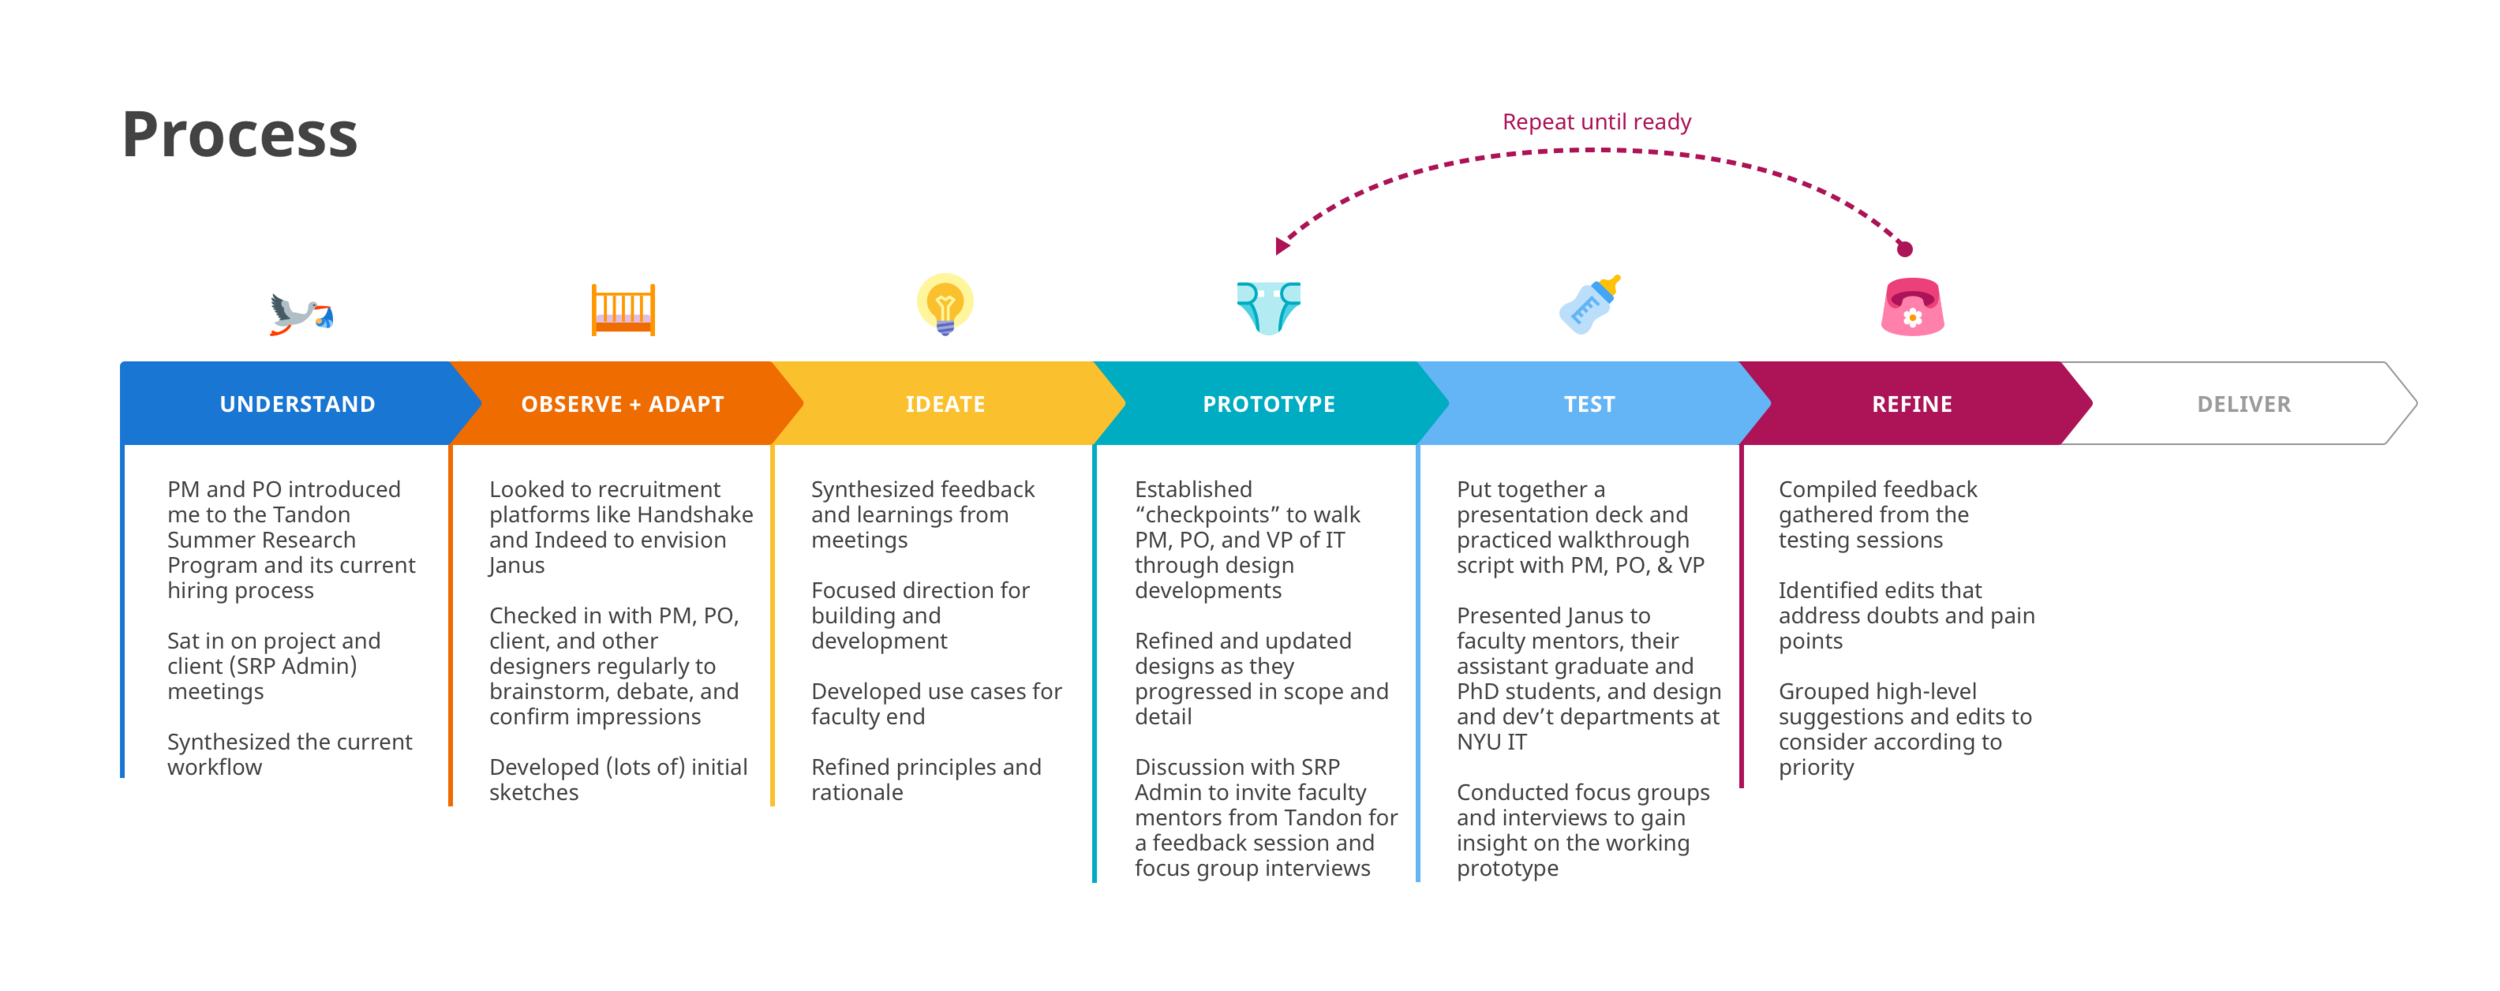 Process
Repeat until ready
UNDERSTAND
OBSERVE + ADAPT
IDEATE
PROTOTYPE
TEST
REFINE
DELIVER
PM and PO introduced
me to the Tandon
Summer Research
Program and its current
hiring process
Sat in on project and
client (SRP Admin)
meetings
Synthesized the current
workflow
Looked to recruitment
platforms like Handshake
and Indeed to envision
Janus
Checked in with PM, PO,
client, and other
designers regularly to
brainstorm, debate, and
confirm impressions
Developed (lots of) initial
sketches
Synthesized feedback
and learnings from
meetings
Focused direction for
building and
development
Developed use cases for
faculty end
Refined principles and
rationale
Established
“checkpoints” to walk
PM, PO, and VP of IT
through design
developments
Refined and updated
designs as they
progressed in scope and
detail
Discussion with SRP
Admin to invite faculty
mentors from Tandon for
a feedback session and
focus group interviews
Put together a
presentation deck and
practiced walkthrough
script with PM, PO, & VP
Presented Janus to
faculty mentors, their
assistant graduate and
PhD students, and design
and dev’t departments at
NYU IT
Conducted focus groups
and interviews to gain
insight on the working
prototype
Compiled feedback
gathered from the
testing sessions
Identified edits that
address doubts and pain
points
Grouped high-level
suggestions and edits to
consider according to
priority